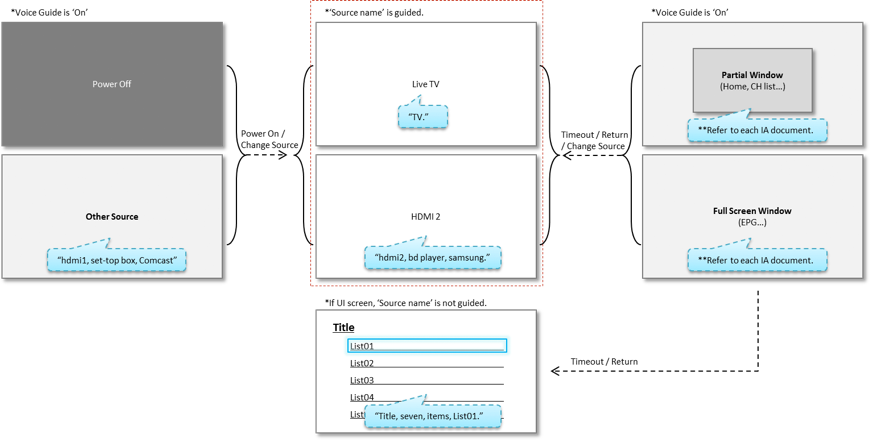 *Voice Guide is ‘On’
Power Off
Other Source
“hdmi1, set-top box, Comcast”
Power On /
Change Source
*‘Source name’ is guided.
Live TV
“TV.”
HDMI 2
“hdmi2, bd player, samsung.”
Timeout / Return
/ Change Source
*Voice Guide is ‘On’
Partial Window
(Home, CH list...)
**Refer to each IA document.
Full Screen Window
(EPG...)
**Refer to each IA document.
*If UI screen, ‘Source name’ is not guided.
Title
List01
List02
List03
List04
“Title, seven, items, List01.”
Timeout / Return